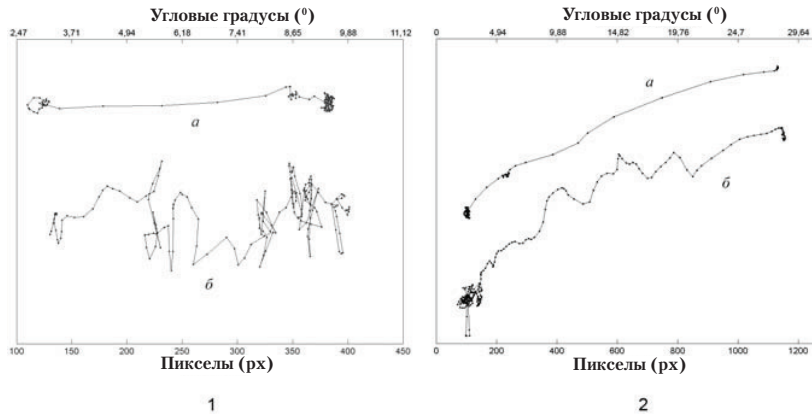 Угловые градусы (⁰)
2,47 3,71 4,94 6,18 7,41 8,65 9,88 11,12
а
б
100 150 200 250 300 350 400 450
Пикселы (px)
1
Угловые градусы (⁰)
0 4,94 9,88 14,82 19,76 24,7 29,64
а
б
0 200 400 600 800 1000 1200
Пикселы (px)
2